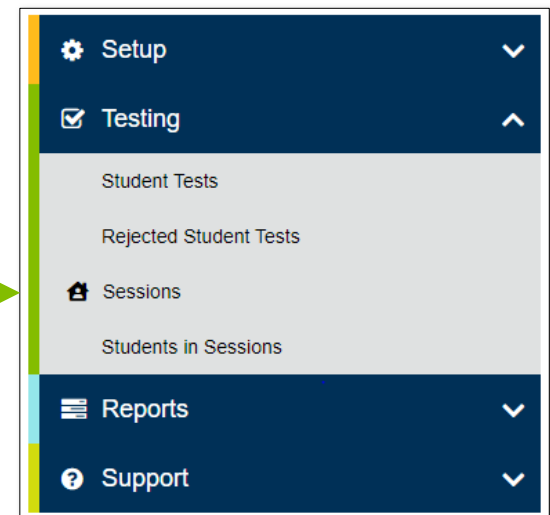 Setup
Testing
Student Tests
Rejected Student Tests
Sessions
Students in Sessions
Reports
Support